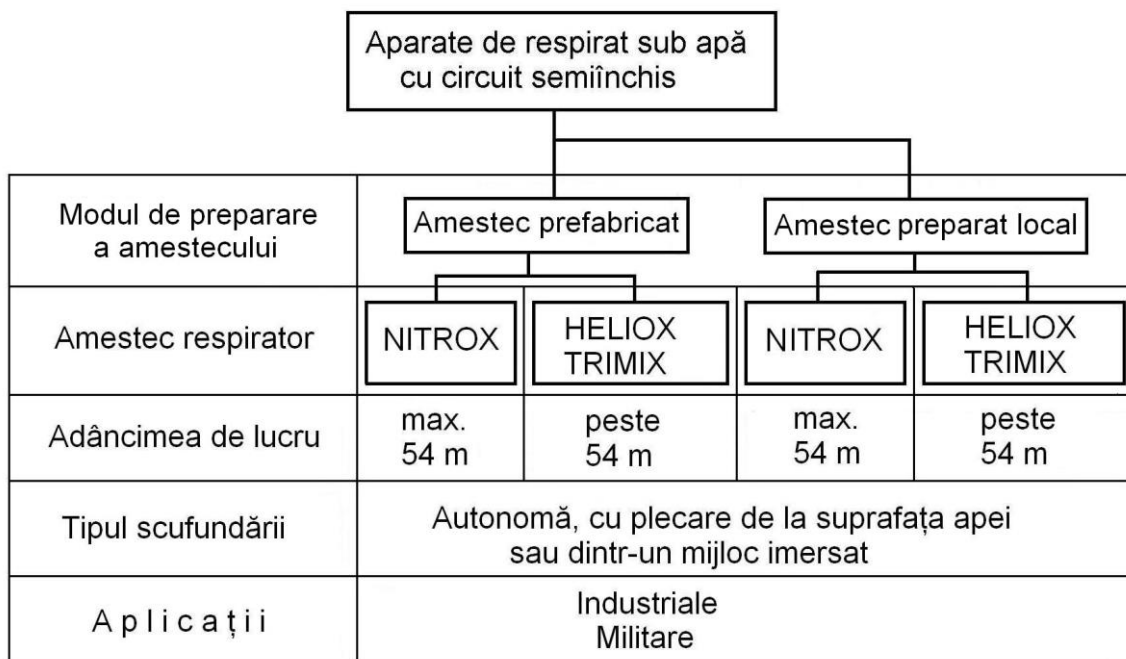 Aparate de respirat sub apă
cu circuit semiînchis
Modul de preparare
a amestecului
Amestec prefabricat
Amestec preparat local
Amestec respirator
NITROX
HELIOX
TRIMIX
NITROX
HELIOX
TRIMIX
Adâncimea de lucru
max.
54 m
peste
54 m
max.
54 m
peste
54 m
Tipul scufundării
Autonomă, cu plecare de la suprafața apei
sau dintr-un mijloc imersat
A p l i c a ț i i
Industriale
Militare